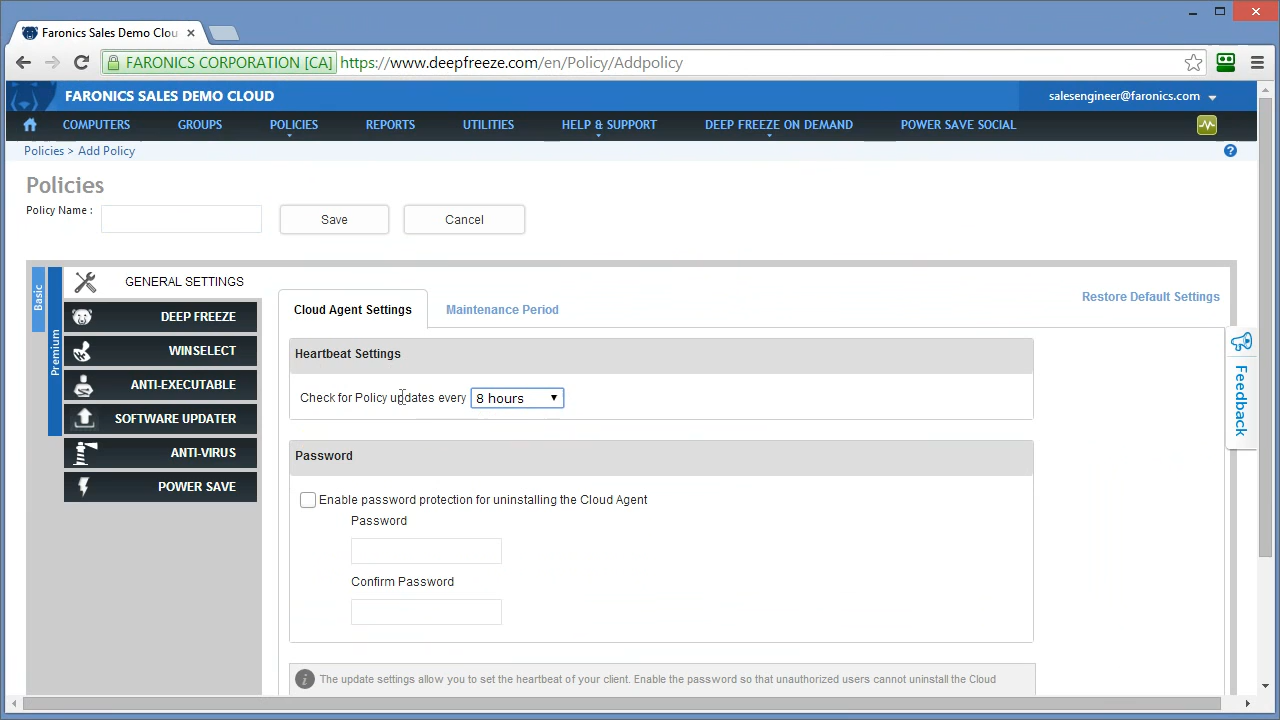 Faronics Sales Demo Clou
FARONICS CORPORATION [CA]
https://www.deepfreeze.com/en/Policy/Addpolicy
FARONICS SALES DEMO CLOUD
salesengineer@faronics.com
COMPUTERS
GROUPS
POLICIES
REPORTS
UTILITIES
HELP & SUPPORT
DEEP FREEZE ON DEMAND
POWER SAVE SOCIAL
Policies > Add Policy
Policies
Policy Name :
Save
Cancel
Basic
Premium
GENERAL SETTINGS
DEEP FREEZE
WINSELECT
ANTI-EXECUTABLE
SOFTWARE UPDATER
ANTI-VIRUS
POWER SAVE
Cloud Agent Settings
Maintenance Period
Restore Default Settings
Heartbeat Settings
Check for Policy updates every
8 hours
Password
Enable password protection for uninstalling the Cloud Agent
Password
Confirm Password
The update settings allow you to set the heartbeat of your client. Enable the password so that unauthorized users cannot uninstall the Cloud
Feedback